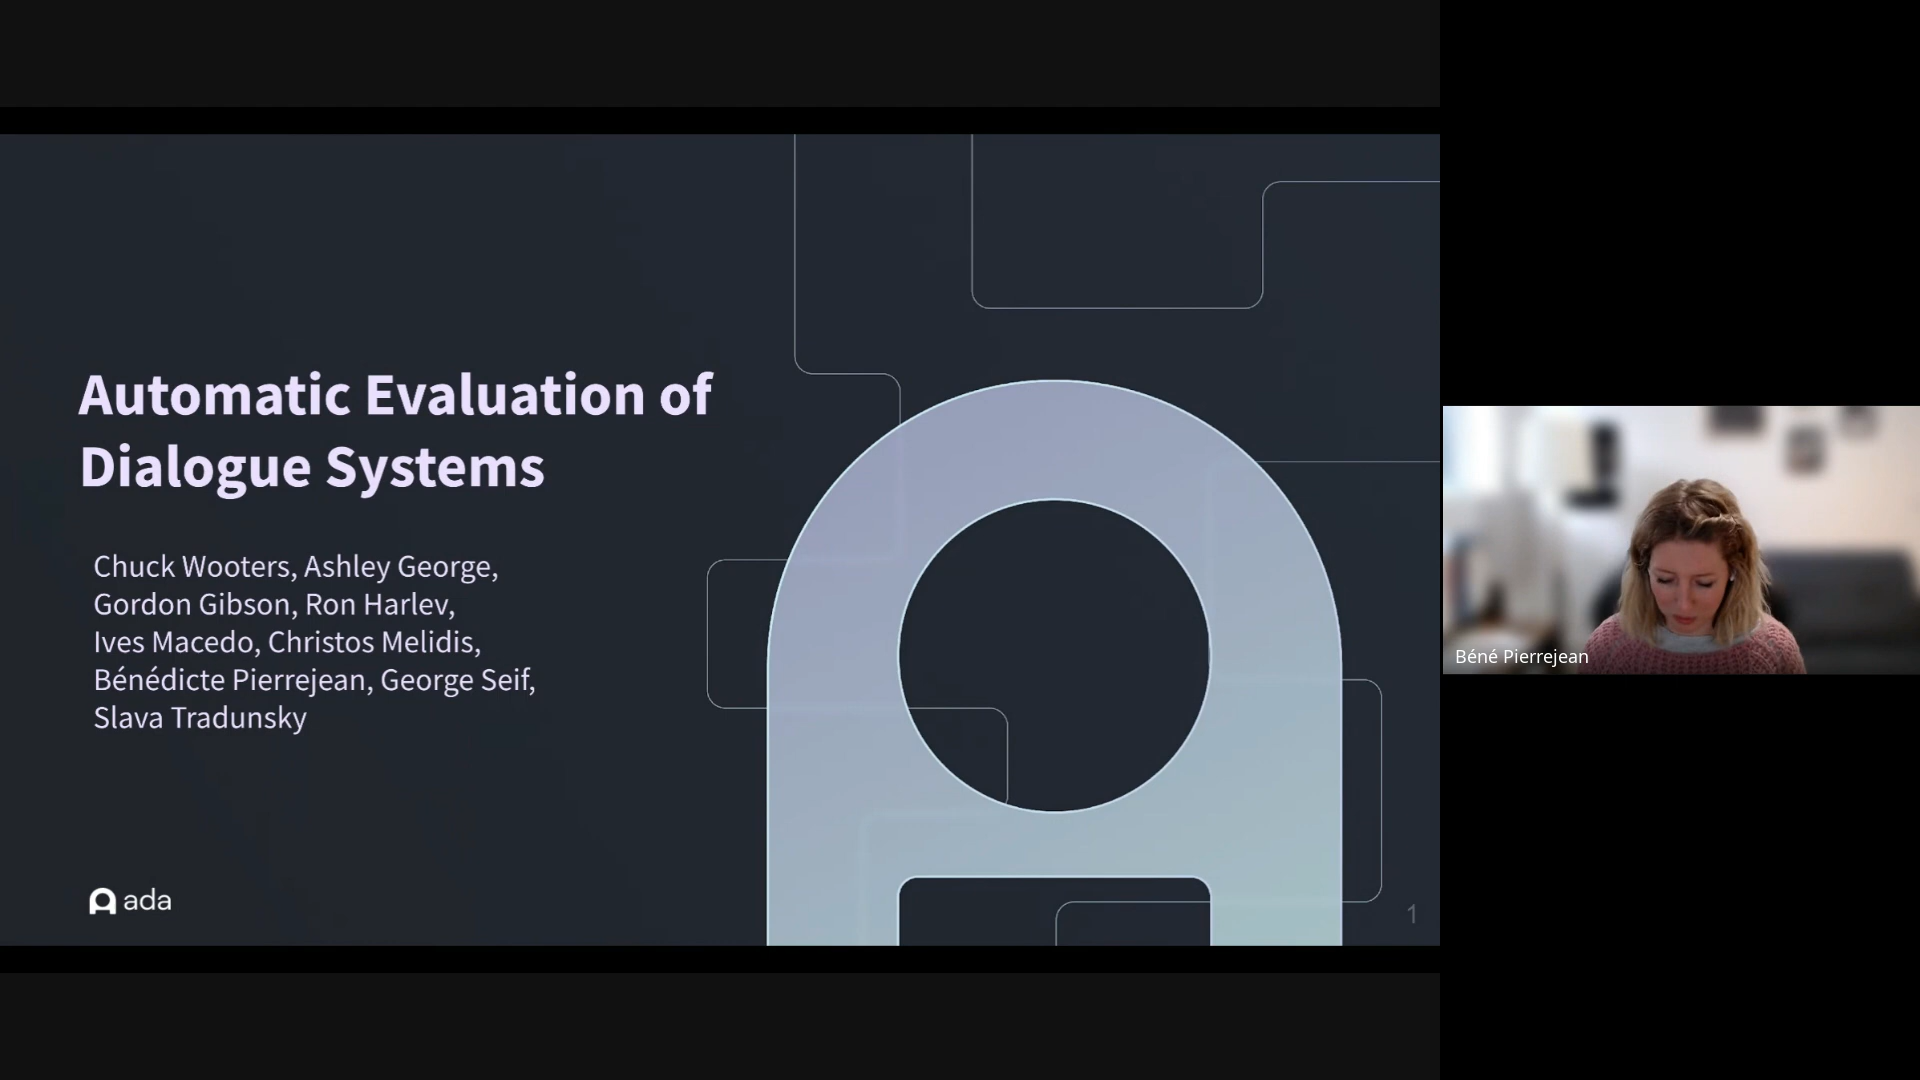 Automatic Evaluation of
Dialogue Systems
Chuck Wooters, Ashley George,
Gordon Gibson, Ron Harlev,
Ives Macedo, Christos Melidis,
Bénédicte Pierrejean, George Seif,
Slava Tradunsky
ada
1
Béné Pierrejean